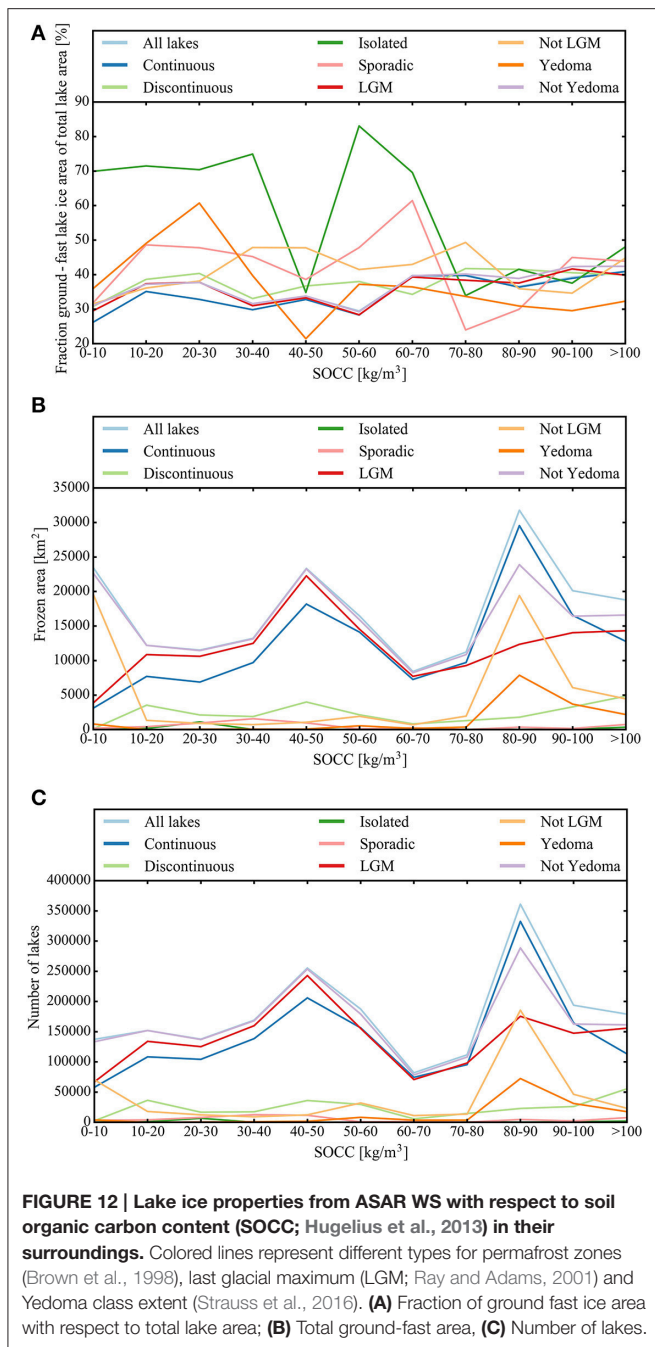 A
All lakes Isolated Not LGM
Continuous Sporadic Yedoma
Discontinuous LGM Not Yedoma
Fraction ground - fast lake ice area of total lake area [%]
90
80
70
60
50
40
30
20
0-10 10-20 20-30 30-40 40-50 50-60 60-70 70-80 80-90 90-100 >100
SOCC [kg/m³]
B
All lakes Isolated Not LGM
Continuous Sporadic Yedoma
Discontinuous LGM Not Yedoma
Frozen area [km²]
35000
30000
25000
20000
15000
10000
5000
0
0-10 10-20 20-30 30-40 40-50 50-60 60-70 70-80 80-90 90-100 >100
SOCC [kg/m³]
C
All lakes Isolated Not LGM
Continuous Sporadic Yedoma
Discontinuous LGM Not Yedoma
Number of lakes
400000
350000
300000
250000
200000
150000
100000
50000
0
0-10 10-20 20-30 30-40 40-50 50-60 60-70 70-80 80-90 90-100 >100
SOCC [kg/m³]
FIGURE 12 | Lake ice properties from ASAR WS with respect to soil
organic carbon content (SOCC; Hugelius et al., 2013) in their
surroundings. Colored lines represent different types for permafrost zones
(Brown et al., 1998), last glacial maximum (LGM; Ray and Adams, 2001) and
Yedoma class extent (Strauss et al., 2016). (A) Fraction of ground fast ice area
with respect to total lake area; (B) Total ground-fast area, (C) Number of lakes.